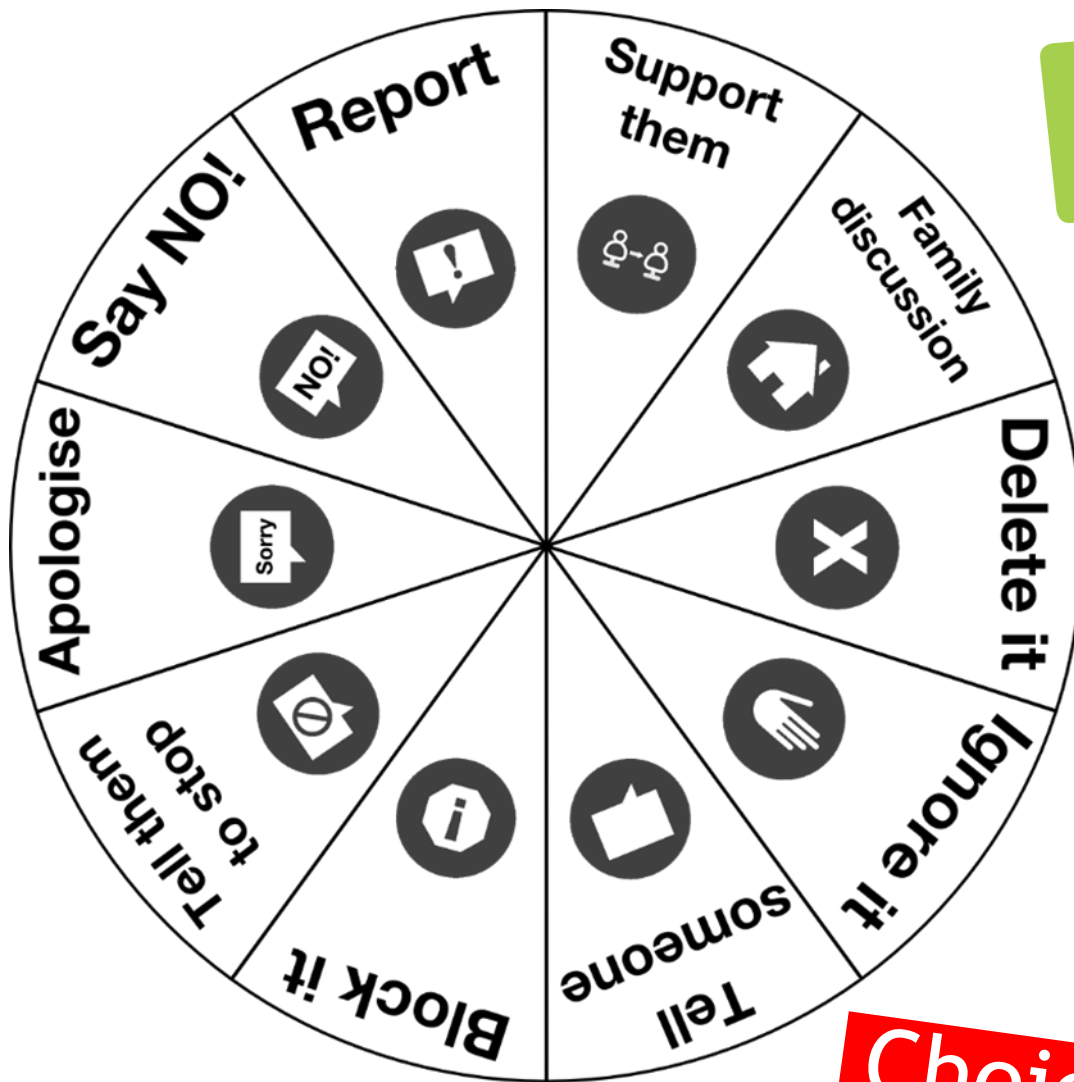 Support
them
Family
discussion
Delete it
Ignore it
Tell
someone
Block it
Tell them
to stop
Apologise
Sorry
Say NO!
NO!
Report
!
i